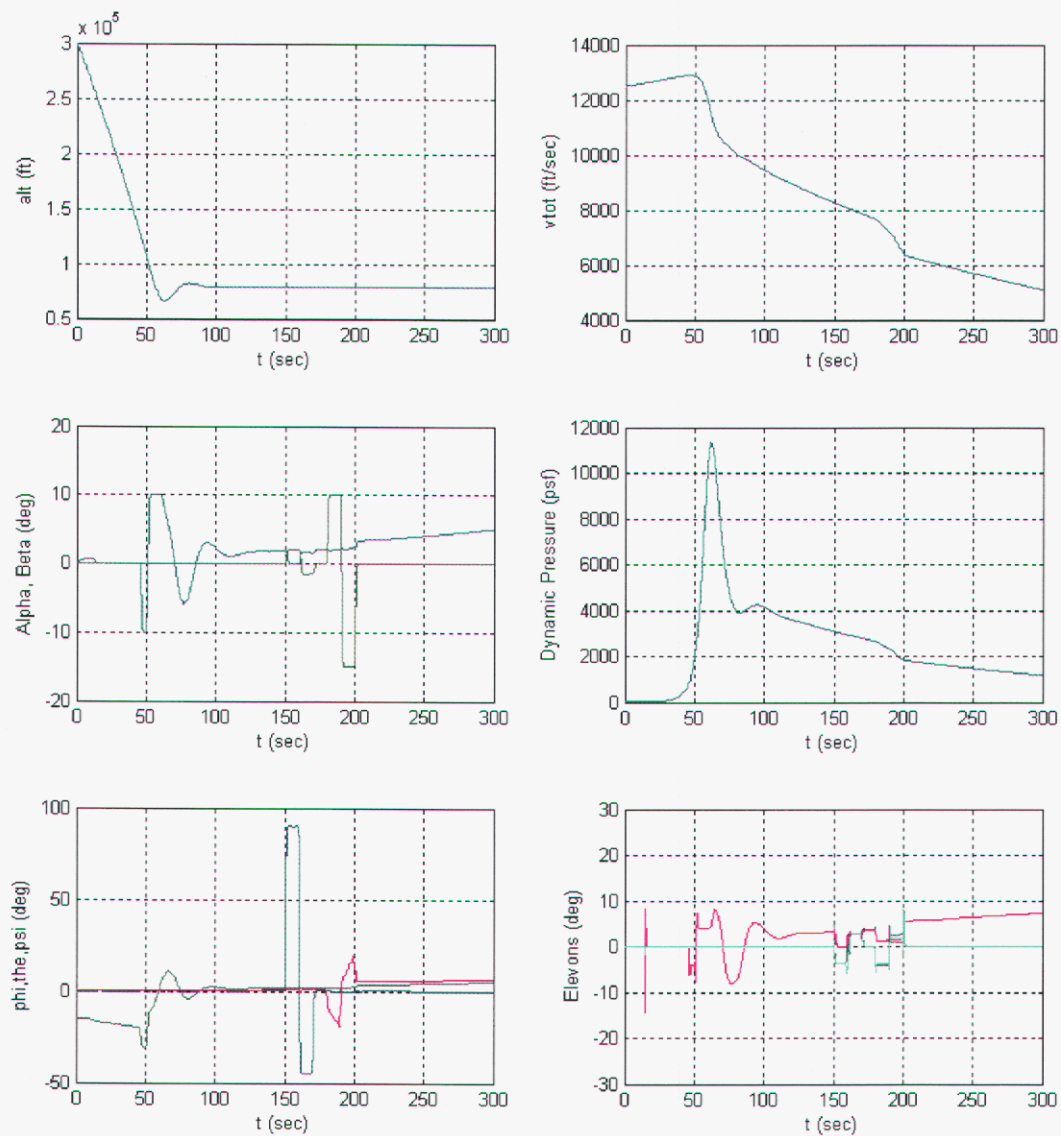 x 10^5
3
2.5
2
1.5
1
0.5
alt (ft)
0 50 100 150 200 250 300
t (sec)
14000
12000
10000
8000
6000
4000
vtot (ft/sec)
0 50 100 150 200 250 300
t (sec)
20
10
0
-10
-20
Alpha, Beta (deg)
0 50 100 150 200 250 300
t (sec)
12000
10000
8000
6000
4000
2000
0
Dynamic Pressure (psf)
0 50 100 150 200 250 300
t (sec)
100
50
0
-50
phi,the,psi (deg)
0 50 100 150 200 250 300
t (sec)
30
20
10
0
-10
-20
-30
Elevons (deg)
0 50 100 150 200 250 300
t (sec)